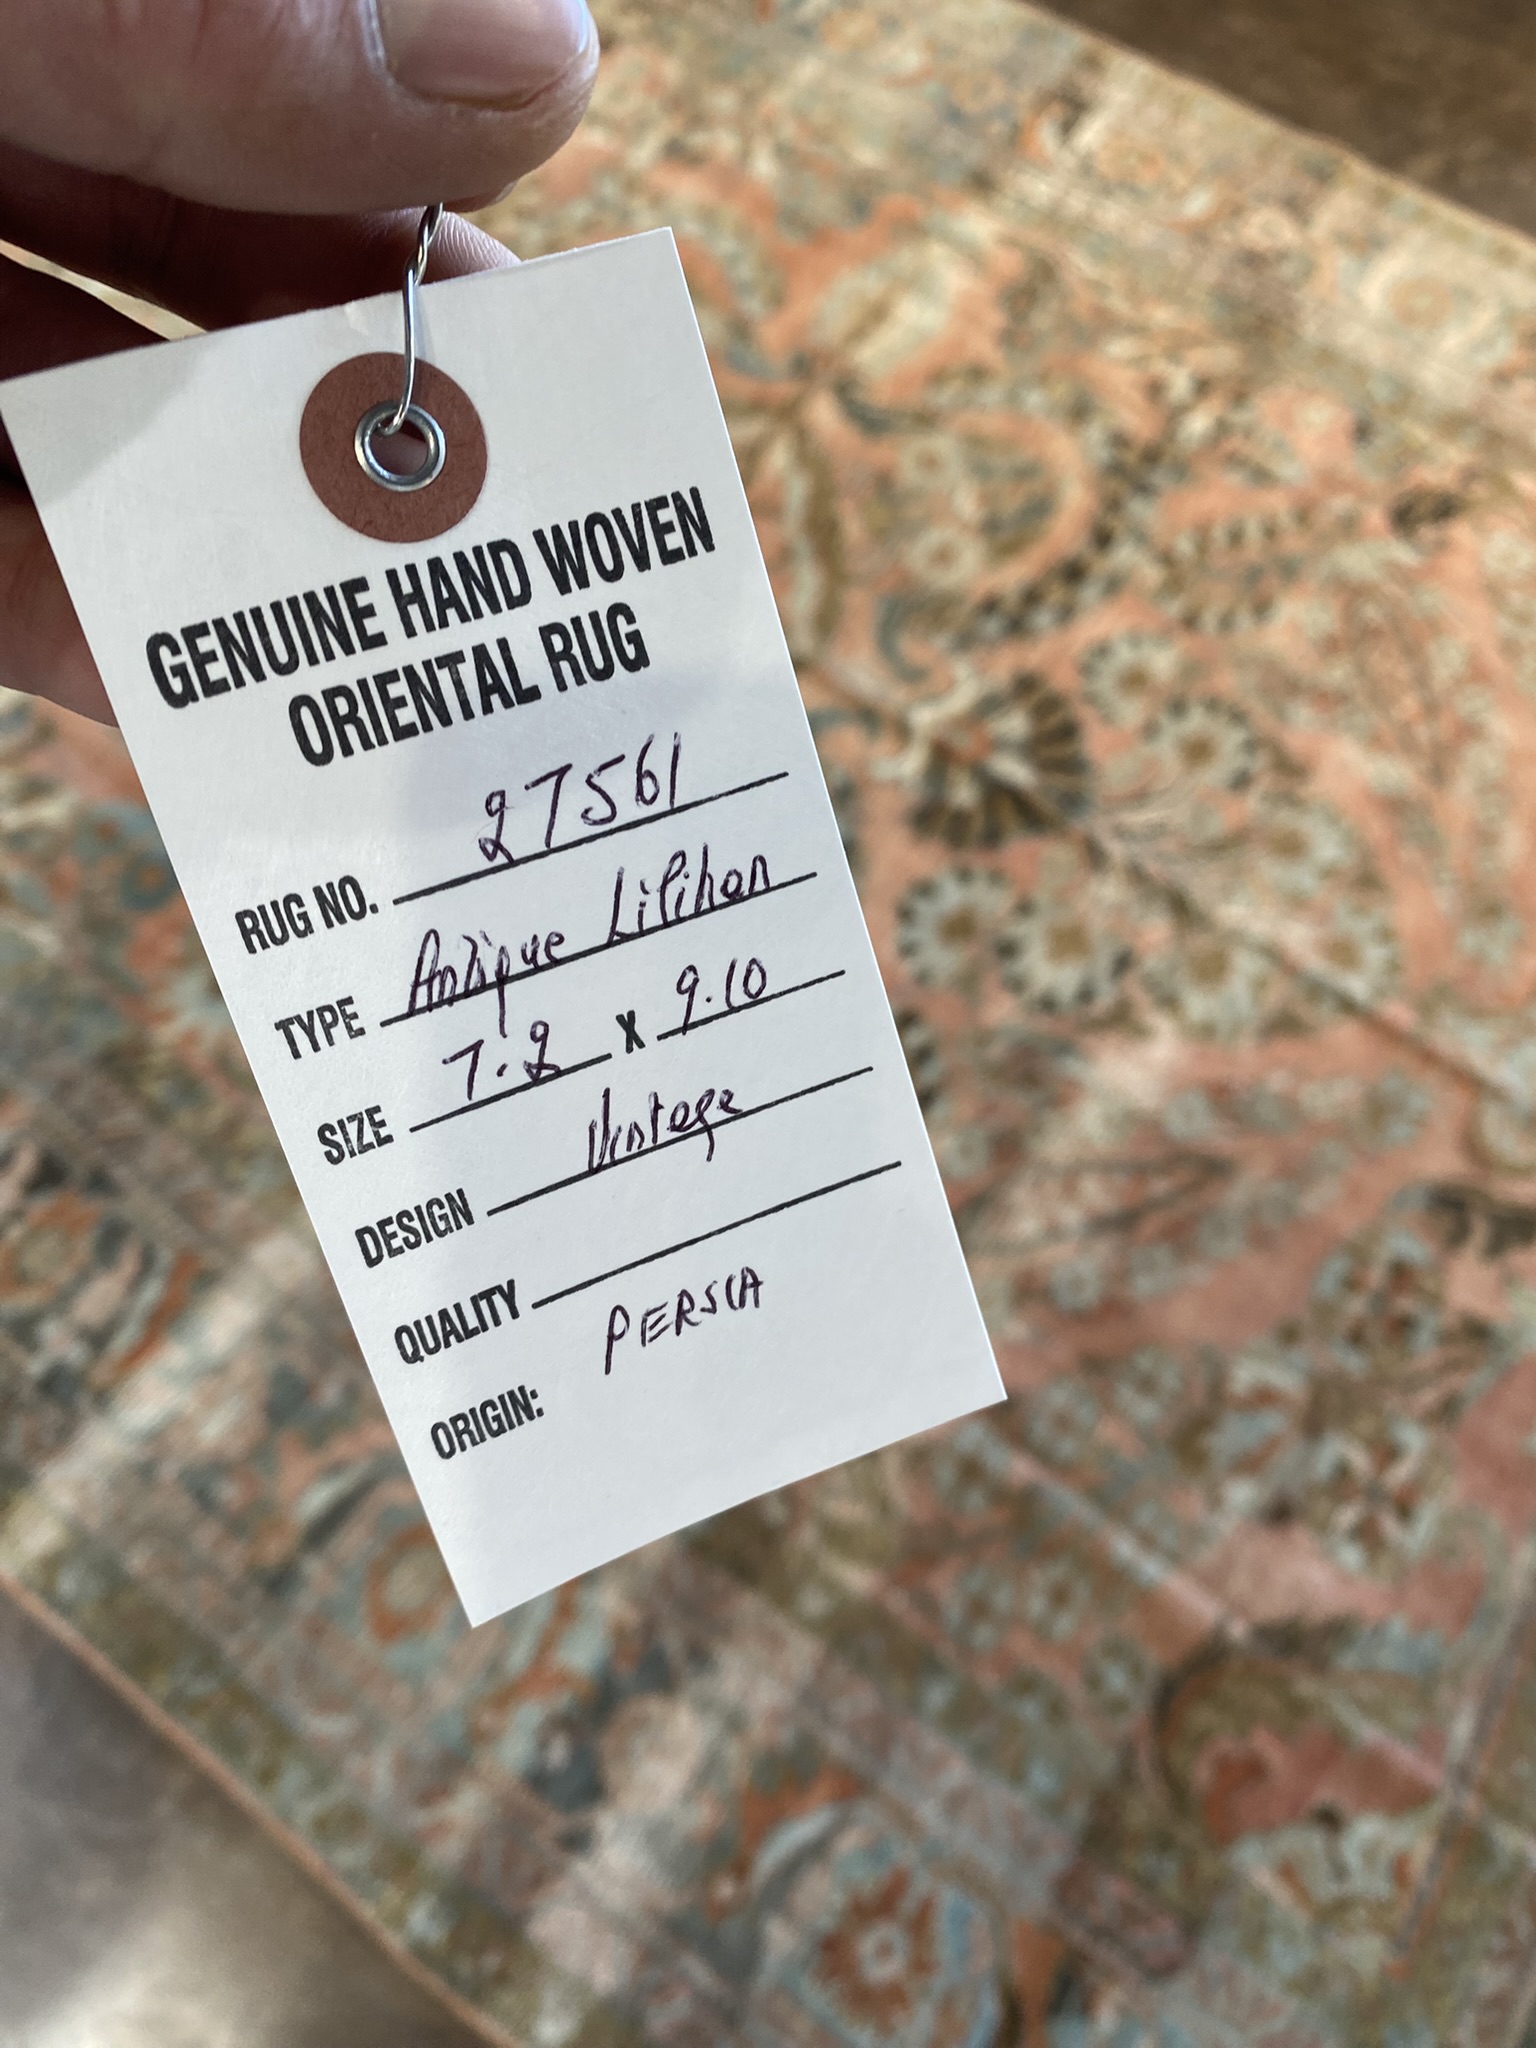 GENUINE HAND WOVEN
ORIENTAL RUG
RUG NO. 27561
TYPE Antique Lilihan
SIZE 7.2 X 9.10
DESIGN Vintage
QUALITY
ORIGIN: PERSIA